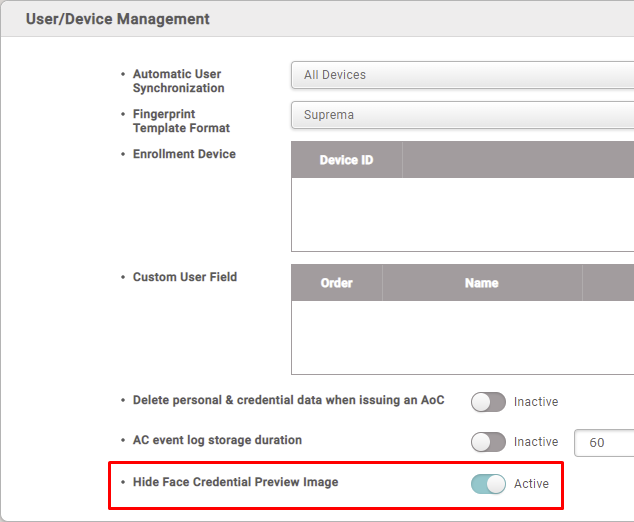 User/Device Management
• Automatic User
Synchronization
All Devices
• Fingerprint
Template Format
Suprema
• Enrollment Device
Device ID
• Custom User Field
Order Name
• Delete personal & credential data when issuing an AoC Inactive
• AC event log storage duration Inactive 60
• Hide Face Credential Preview Image Active